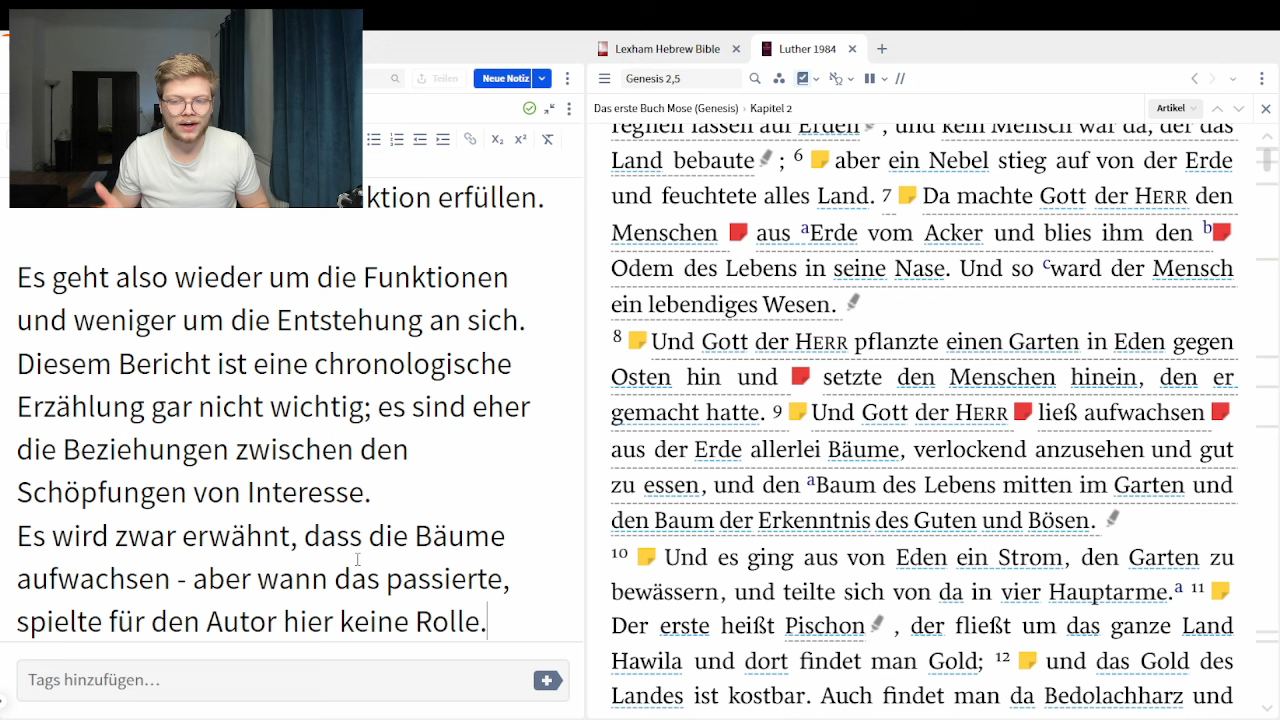 Teilen
Neue Notiz
ktion erfüllen.
Es geht also wieder um die Funktionen
und weniger um die Entstehung an sich.
Diesem Bericht ist eine chronologische
Erzählung gar nicht wichtig; es sind eher
die Beziehungen zwischen den
Schöpfungen von Interesse.
Es wird zwar erwähnt, dass die Bäume
aufwachsen - aber wann das passierte,
spielte für den Autor hier keine Rolle.
Tags hinzufügen…
Lexham Hebrew Bible
Luther 1984
Genesis 2,5
Das erste Buch Mose (Genesis) › Kapitel 2
Artikel
regnen lassen auf Erden, und kein Mensch war da, der das
Land bebaute; 6 aber ein Nebel stieg auf von der Erde
und feuchtete alles Land. 7 Da machte Gott der HERR den
Menschen aus aErde vom Acker und blies ihm den b
Odem des Lebens in seine Nase. Und so cward der Mensch
ein lebendiges Wesen.
8 Und Gott der HERR pflanzte einen Garten in Eden gegen
Osten hin und setzte den Menschen hinein, den er
gemacht hatte. 9 Und Gott der HERR ließ aufwachsen
aus der Erde allerlei Bäume, verlockend anzusehen und gut
zu essen, und den aBaum des Lebens mitten im Garten und
den Baum der Erkenntnis des Guten und Bösen.
10 Und es ging aus von Eden ein Strom, den Garten zu
bewässern, und teilte sich von da in vier Hauptarme.a 11
Der erste heißt Pischon , der fließt um das ganze Land
Hawila und dort findet man Gold; 12 und das Gold des
Landes ist kostbar. Auch findet man da Bedolachharz und